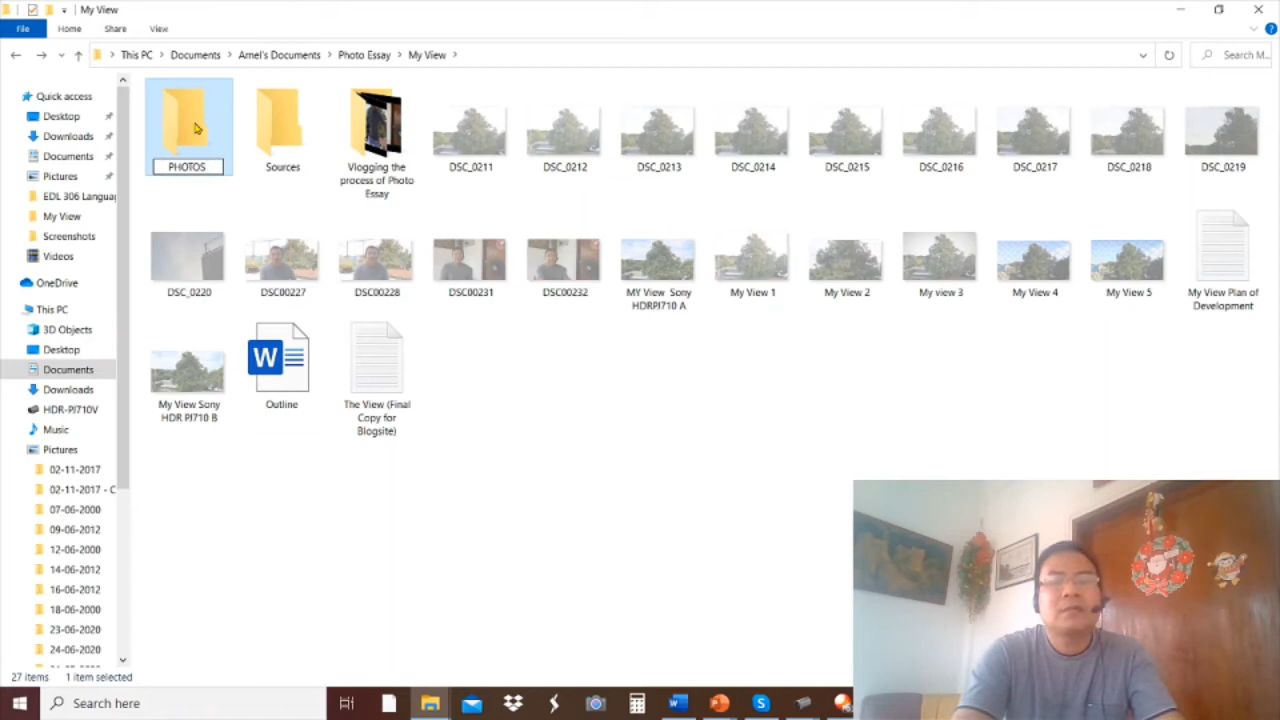 My View
File
Home
Share
View
This PC
Documents
Arnel's Documents
Photo Essay
My View
Search M...
Quick access
Desktop
Downloads
Documents
Pictures
EDL 306 Languag
My View
Screenshots
Videos
OneDrive
This PC
3D Objects
Desktop
Documents
Downloads
HDR-PJ710V
Music
Pictures
02-11-2017
02-11-2017 - C
07-06-2000
09-06-2012
12-06-2000
14-06-2012
16-06-2012
18-06-2000
23-06-2020
24-06-2020
PHOTOS
Sources
Vlogging the
process of Photo
Essay
DSC_0211
DSC_0212
DSC_0213
DSC_0214
DSC_0215
DSC_0216
DSC_0217
DSC_0218
DSC_0219
DSC_0220
DSC00227
DSC00228
DSC00231
DSC00232
MY View Sony
HDRPJ710 A
My View 1
My View 2
My view 3
My View 4
My View 5
My View Plan of
Development
My View Sony
HDR PJ710 B
Outline
The View (Final
Copy for
Blogsite)
27 items
1 item selected
Search here